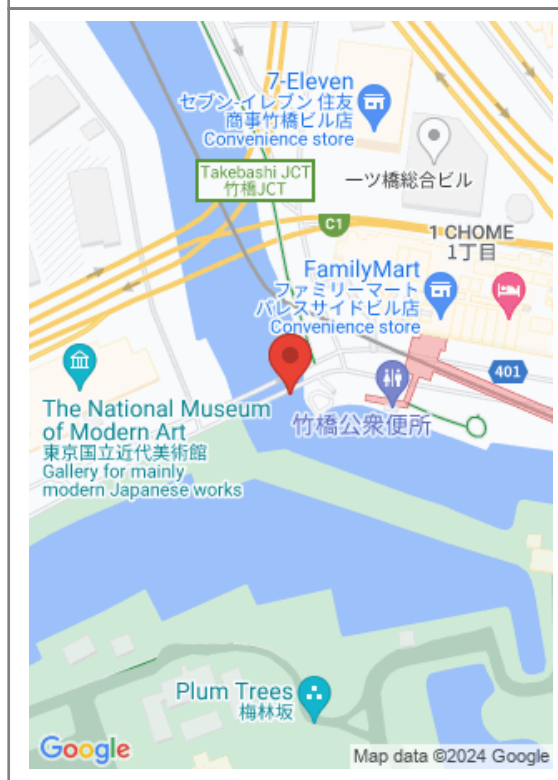 7-Eleven
セブン-イレブン 住友
商事竹橋ビル店
Convenience store
Takebashi JCT
竹橋JCT
一ツ橋総合ビル
C1
1 CHOME
1丁目
FamilyMart
ファミリーマート
パレスサイドビル店
Convenience store
401
The National Museum
of Modern Art
東京国立近代美術館
Gallery for mainly
modern Japanese works
竹橋公衆便所
Plum Trees
梅林坂
Google
Map data ©2024 Google